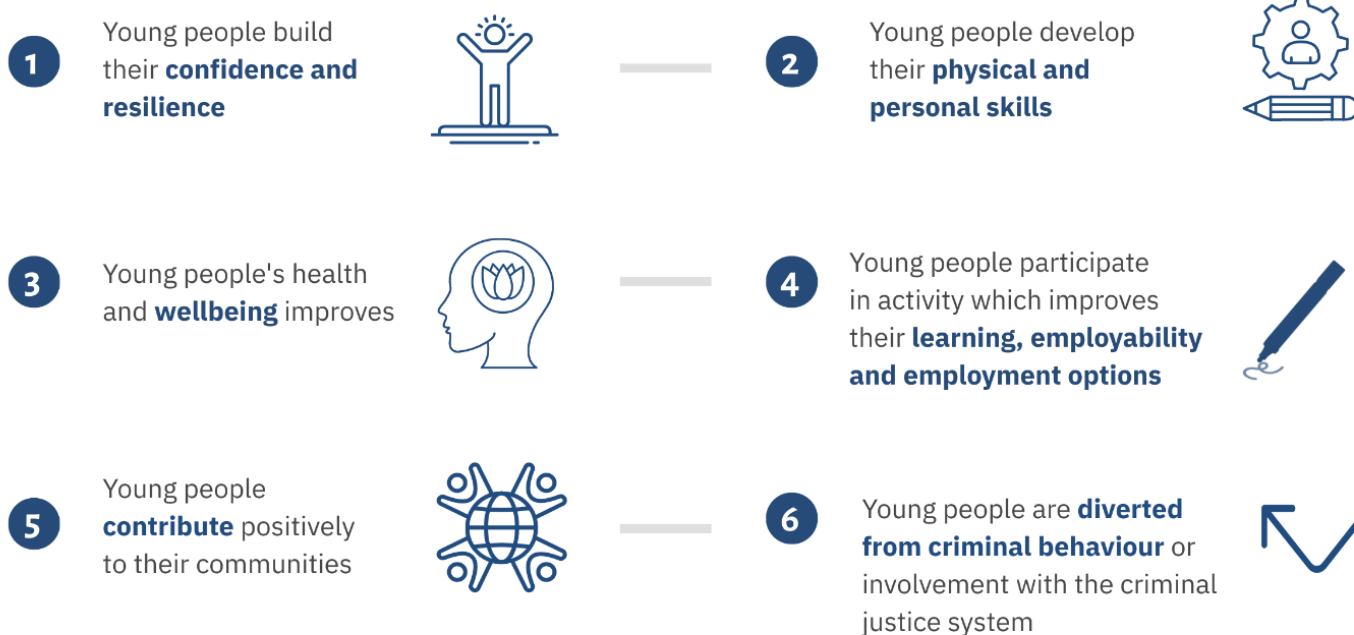 1
Young people build
their confidence and
resilience
2
Young people develop
their physical and
personal skills
3
Young people's health
and wellbeing improves
4
Young people participate
in activity which improves
their learning, employability
and employment options
5
Young people
contribute positively
to their communities
6
Young people are diverted
from criminal behaviour or
involvement with the criminal
justice system